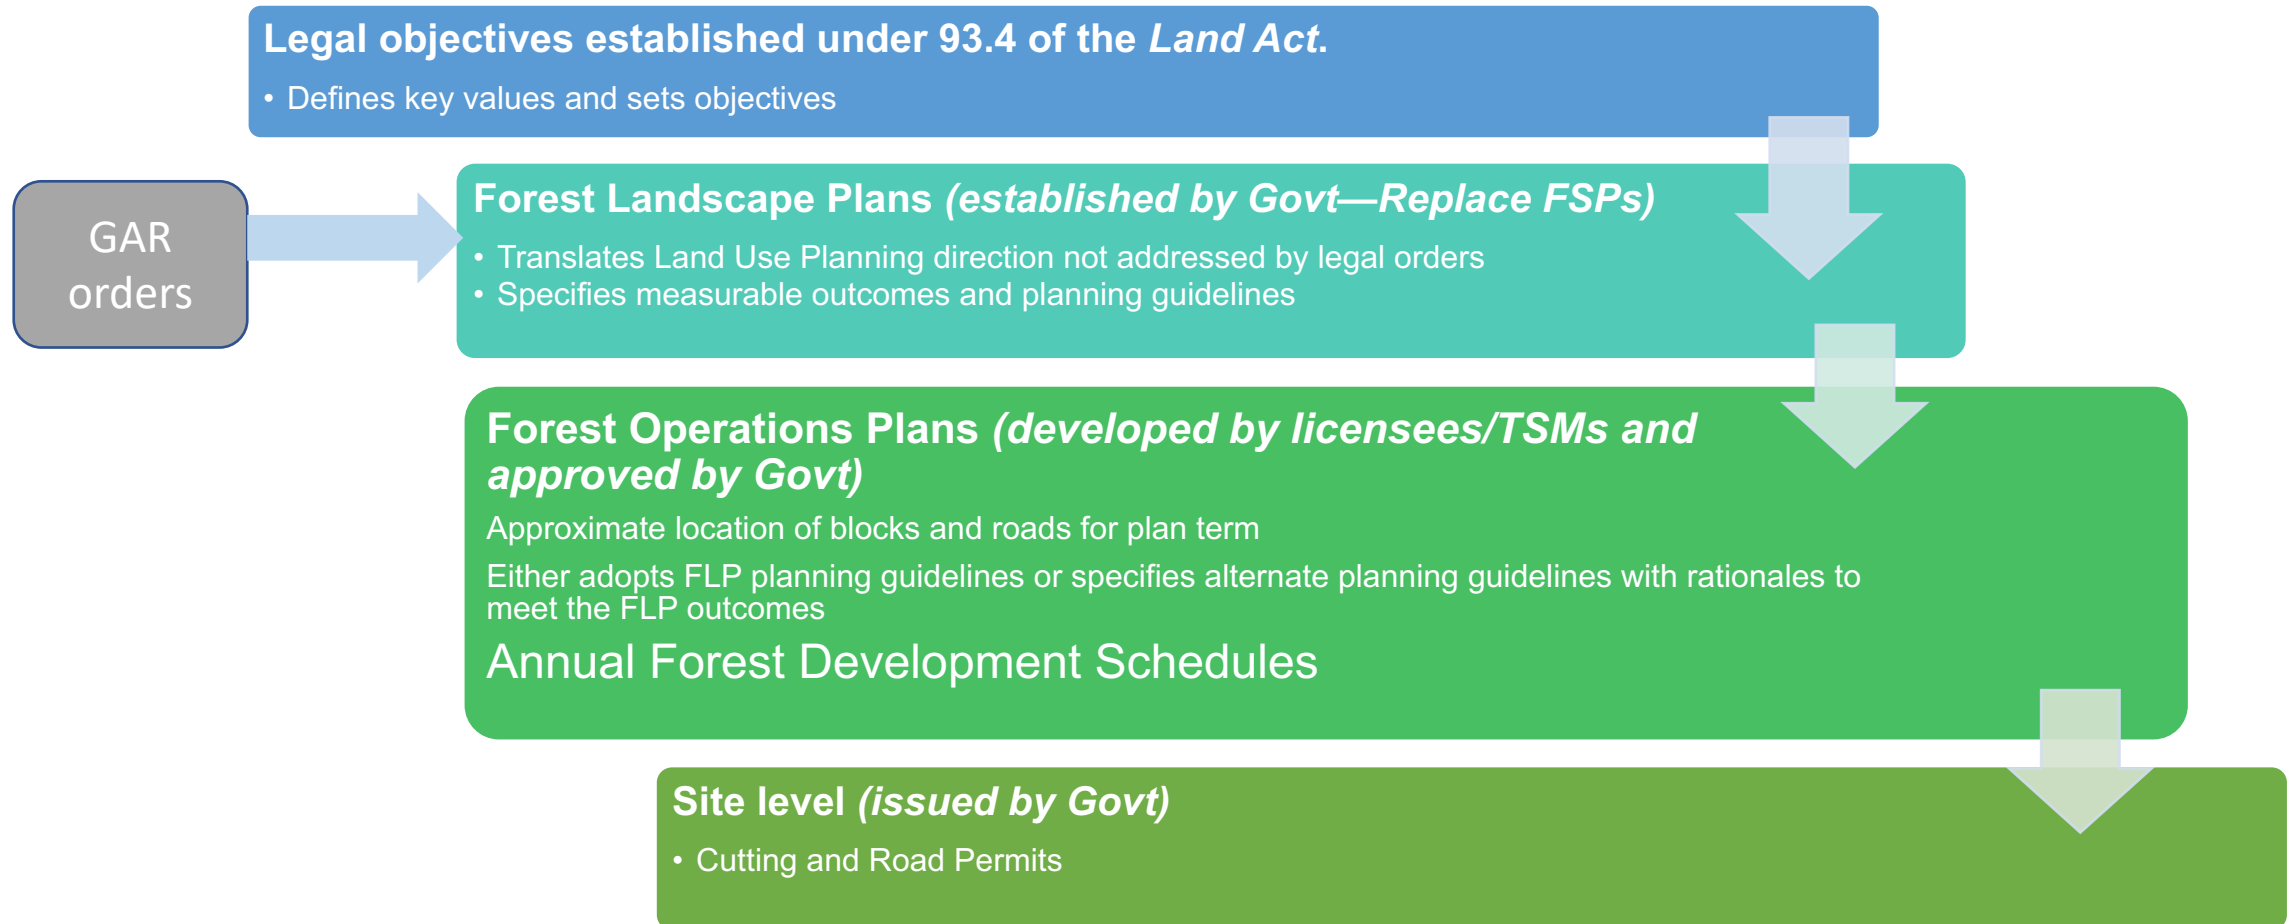 Legal objectives established under 93.4 of the Land Act.
• Defines key values and sets objectives
GAR
orders
Forest Landscape Plans (established by Govt—Replace FSPs)
• Translates Land Use Planning direction not addressed by legal orders
• Specifies measurable outcomes and planning guidelines
Forest Operations Plans (developed by licensees/TSMs and
approved by Govt)
Approximate location of blocks and roads for plan term
Either adopts FLP planning guidelines or specifies alternate planning guidelines with rationales to
meet the FLP outcomes
Annual Forest Development Schedules
Site level (issued by Govt)
• Cutting and Road Permits